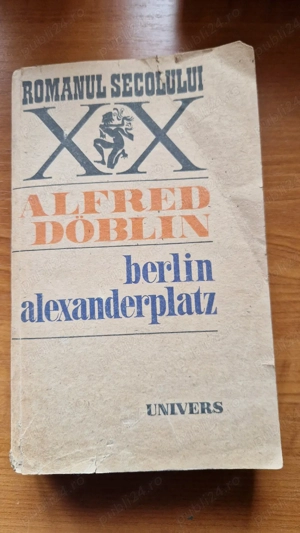 ROMANUL SECOLULUI
XX
ALFRED
DÖBLIN
berlin
alexanderplatz
UNIVERS